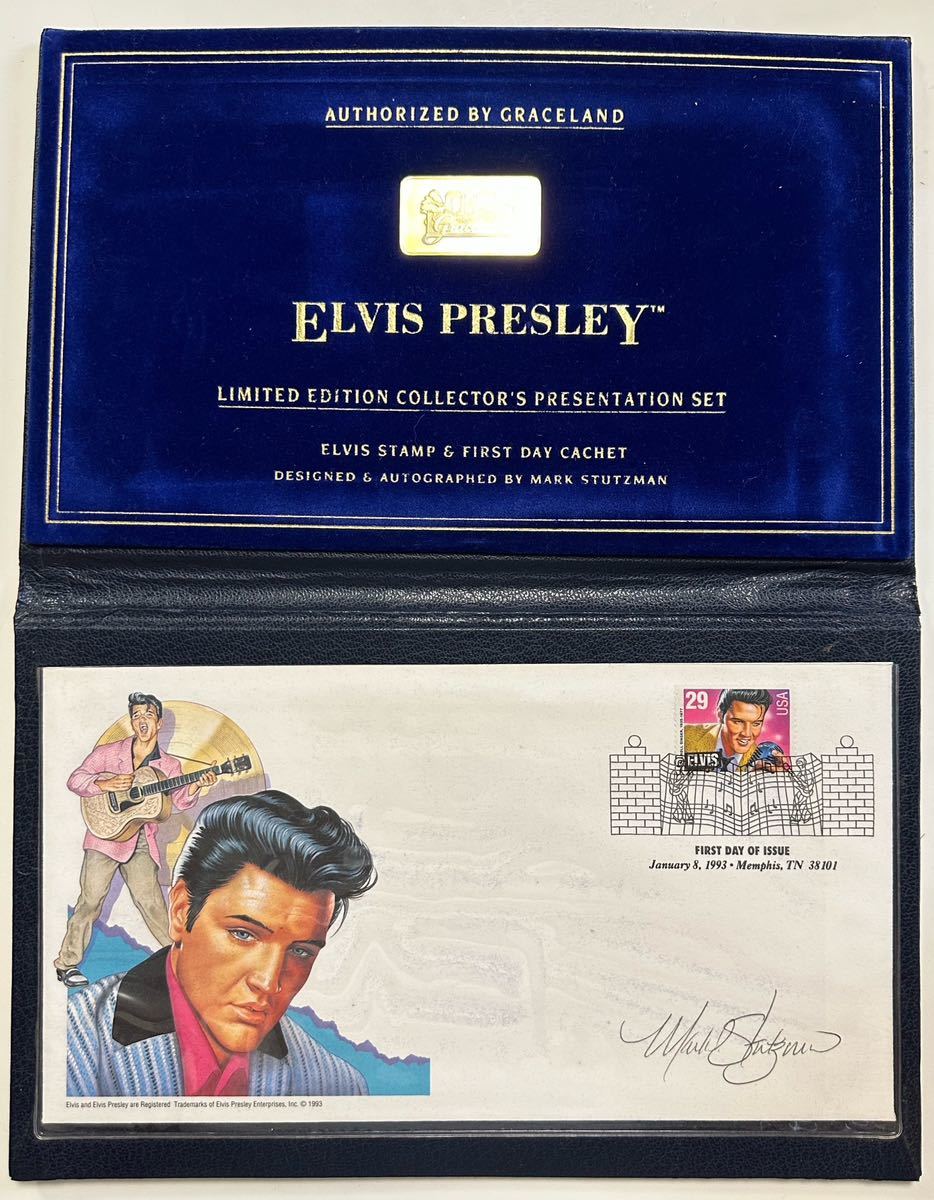 AUTHORIZED BY GRACELAND
ELVIS PRESLEY™
LIMITED EDITION COLLECTOR'S PRESENTATION SET
ELVIS STAMP & FIRST DAY CACHET
DESIGNED & AUTOGRAPHED BY MARK STUTZMAN
29
USA
ELVIS
FIRST DAY OF ISSUE
January 8, 1993 • Memphis, TN 38101
Mark Stutzman
Elvis and Elvis Presley are Registered Trademarks of Elvis Presley Enterprises, Inc. © 1993